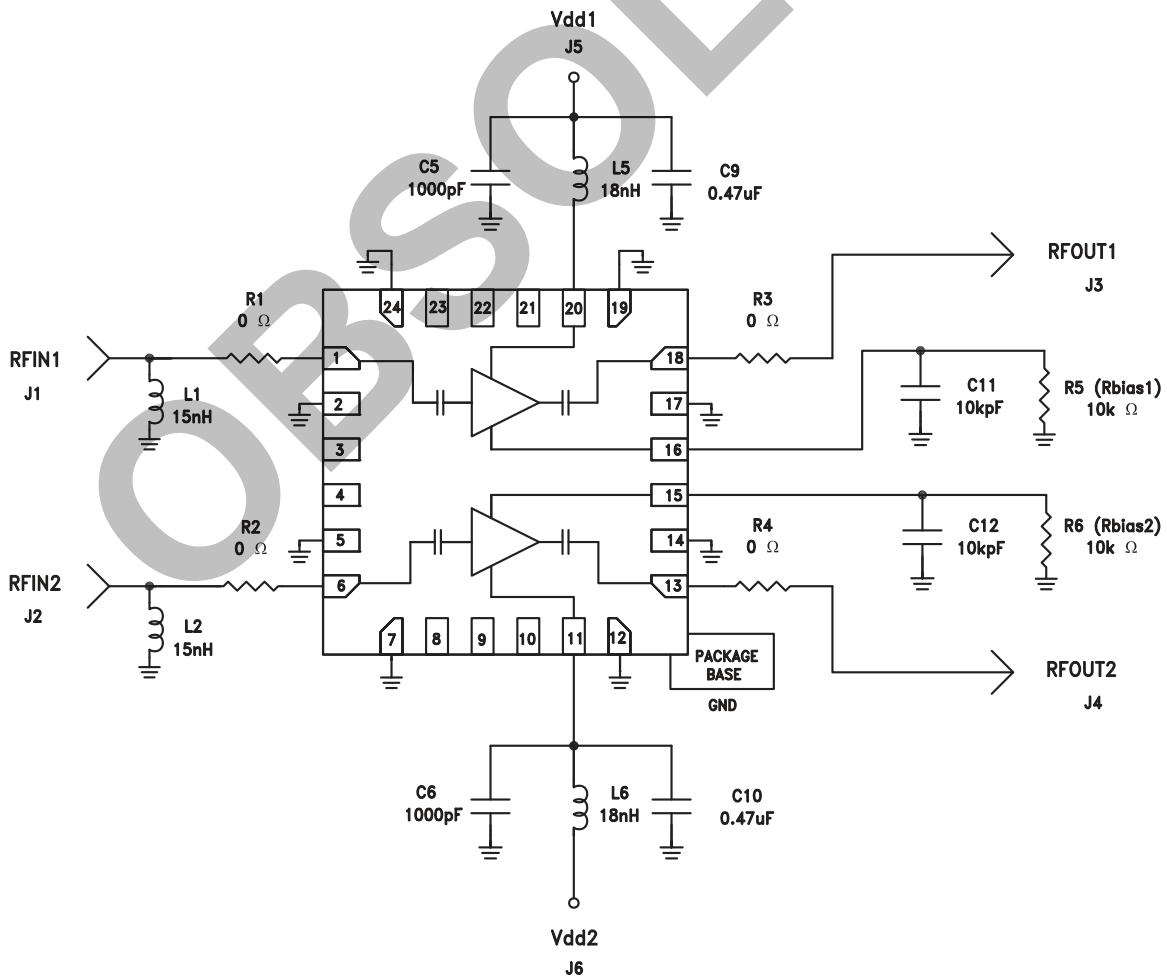 Vdd1
J5
C5
1000pF
L5
18nH
C9
0.47uF
RFOUT1
J3
24
23
22
21
20
19
R1
0 Ω
R3
0 Ω
RFIN1
J1
L1
15nH
1
2
3
4
5
6
18
17
16
15
14
13
C11
10kpF
R5 (Rbias1)
10k Ω
R2
0 Ω
R4
0 Ω
C12
10kpF
R6 (Rbias2)
10k Ω
RFIN2
J2
L2
15nH
7
8
9
10
11
12
PACKAGE
BASE
GND
RFOUT2
J4
C6
1000pF
L6
18nH
C10
0.47uF
Vdd2
J6